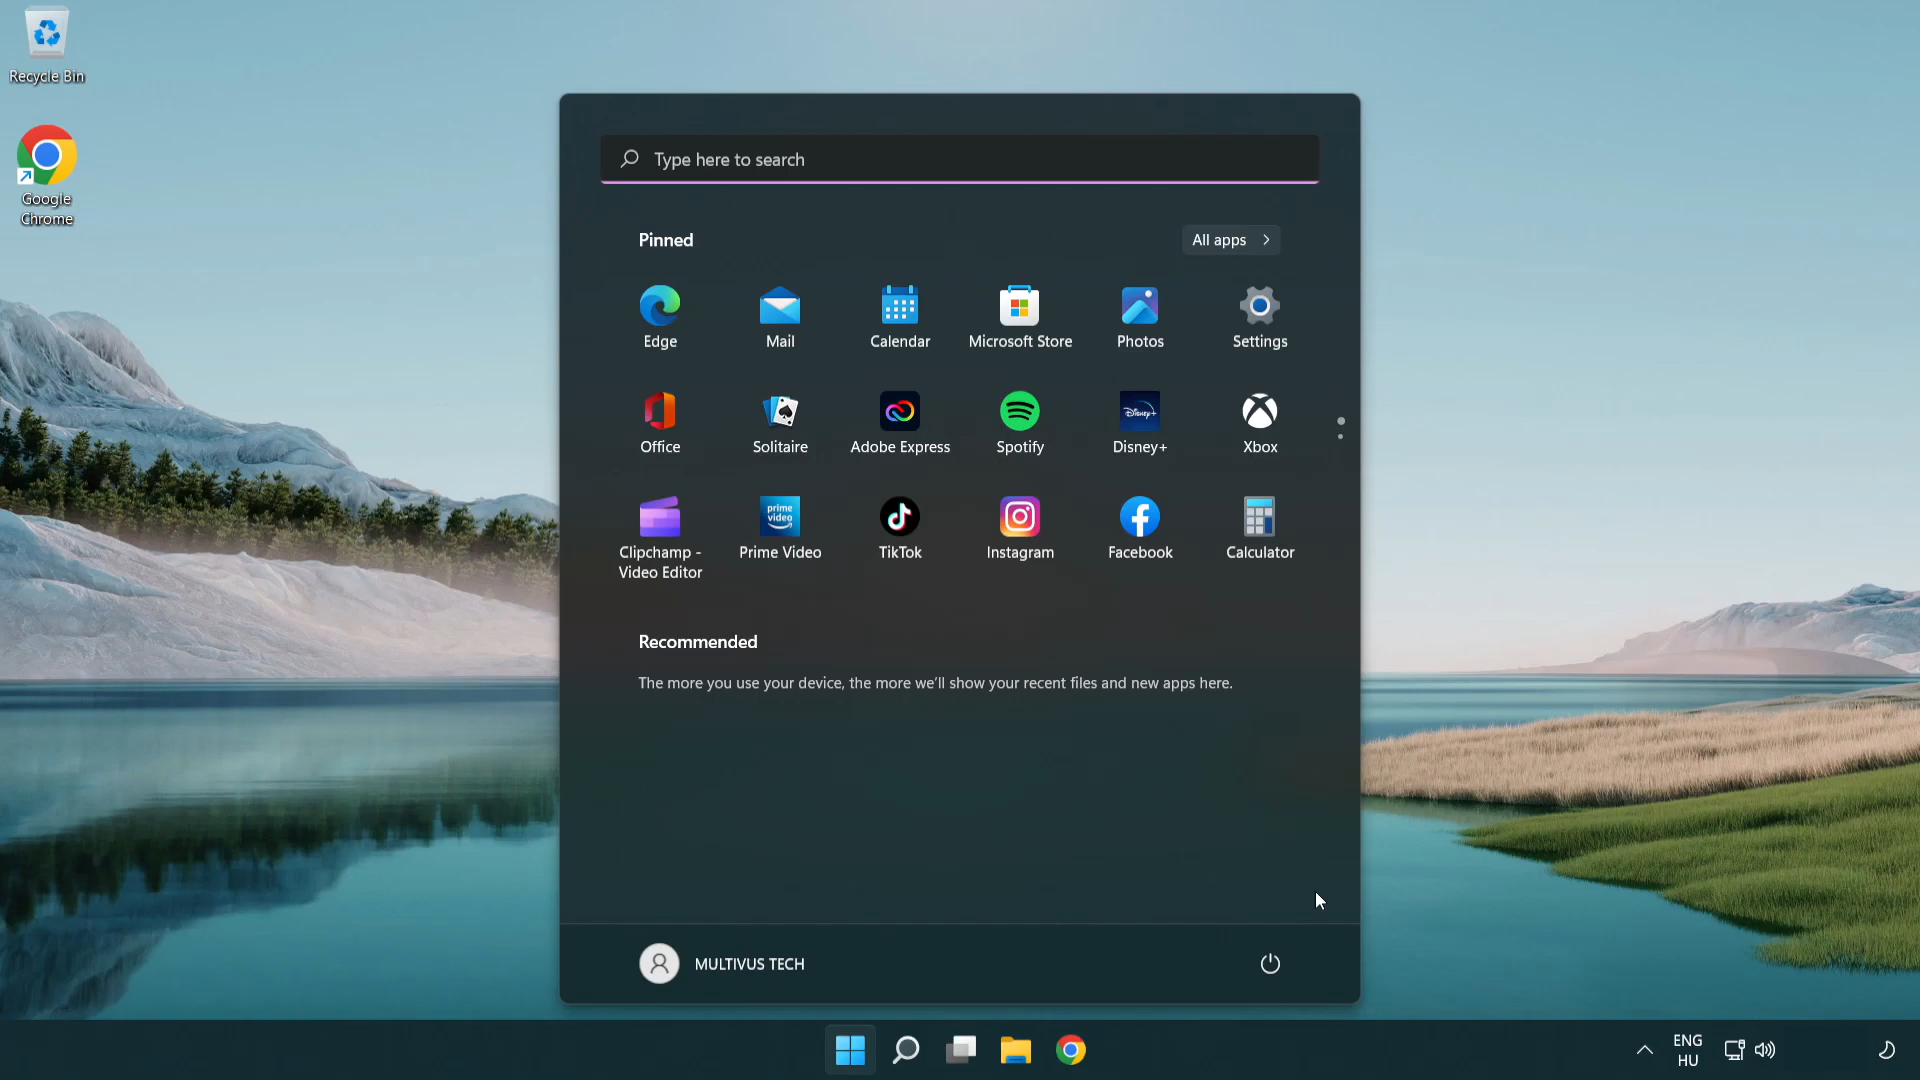 Recycle Bin
Google
Chrome
Type here to search
Pinned
All apps
Edge
Mail
Calendar
Microsoft Store
Photos
Settings
Office
Solitaire
Adobe Express
Spotify
Disney+
Disney+
Xbox
prime
video
Clipchamp -
Video Editor
Prime Video
TikTok
Instagram
Facebook
Calculator
Recommended
The more you use your device, the more we’ll show your recent files and new apps here.
MULTIVUS TECH
ENG
HU